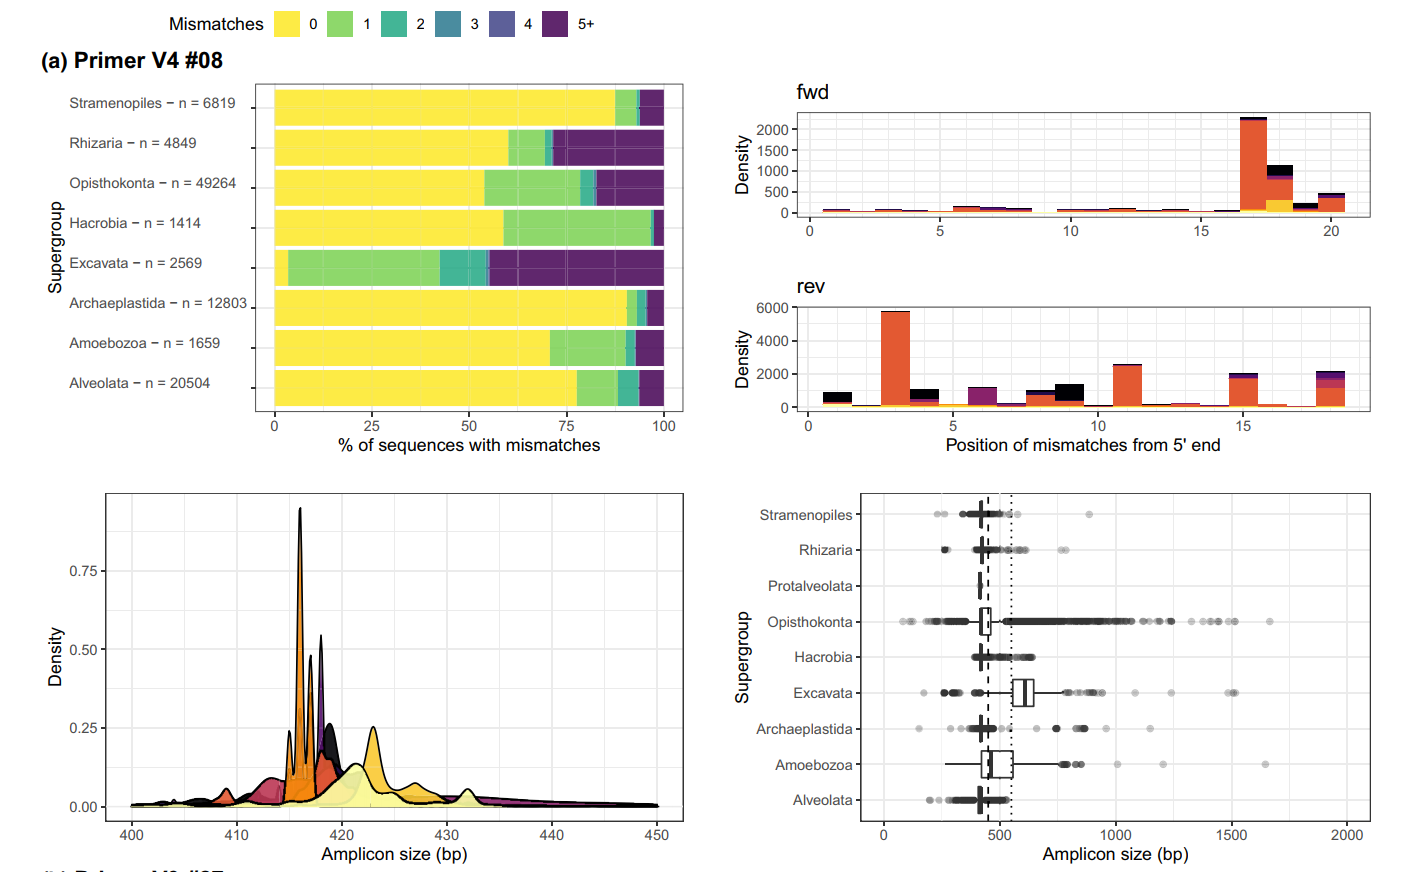 Mismatches 0 1 2 3 4 5+
(a) Primer V4 #08
Supergroup
Stramenopiles − n = 6819
Rhizaria − n = 4849
Opisthokonta − n = 49264
Hacrobia − n = 1414
Excavata − n = 2569
Archaeplastida − n = 12803
Amoebozoa − n = 1659
Alveolata − n = 20504
0 25 50 75 100
% of sequences with mismatches
fwd
Density
2000
1500
1000
500
0
0 5 10 15 20
rev
Density
6000
4000
2000
0
0 5 10 15
Position of mismatches from 5' end
Density
0.75
0.50
0.25
0.00
400 410 420 430 440 450
Amplicon size (bp)
Supergroup
Stramenopiles
Rhizaria
Protalveolata
Opisthokonta
Hacrobia
Excavata
Archaeplastida
Amoebozoa
Alveolata
0 500 1000 1500 2000
Amplicon size (bp)